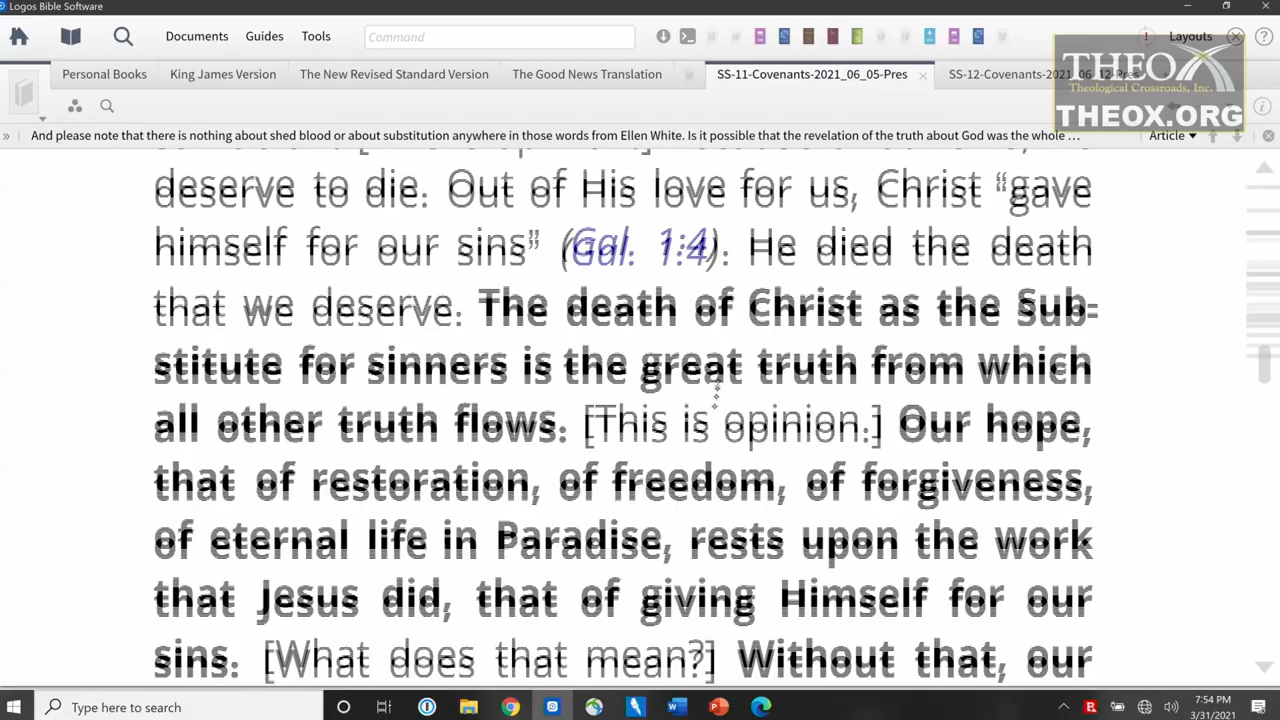 Logos Bible Software
Documents Guides Tools Command Layouts
Personal Books King James Version The New Revised Standard Version The Good News Translation SS-11-Covenants-2021_06_05-Pres SS-12-Covenants-2021_06_12-Pres
THEOX
Theological Crossroads, Inc.
THEOX.ORG
And please note that there is nothing about shed blood or about substitution anywhere in those words from Ellen White. Is it possible that the revelation of the truth about God was the whole … Article
deserve to die. Out of His love for us, Christ “gave
himself for our sins” (Gal. 1:4). He died the death
that we deserve. The death of Christ as the Sub-
stitute for sinners is the great truth from which
all other truth flows. [This is opinion.] Our hope,
that of restoration, of freedom, of forgiveness,
of eternal life in Paradise, rests upon the work
that Jesus did, that of giving Himself for our
sins. [What does that mean?] Without that, our
Type here to search
7:54 PM
3/31/2021